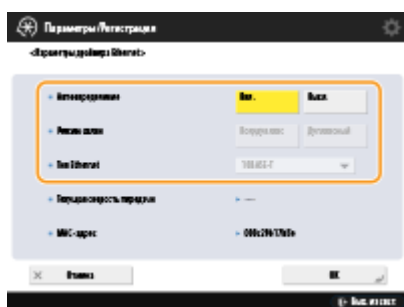 Параметры/Регистрация
<Параметры драйвера Ethernet>
Автоопределение
Вкл.
Выкл.
Режим связи
Полудуплекс
Дуплексный
Тип Ethernet
Текущая скорость передачи
----
MAC-адрес
Отмена
OK